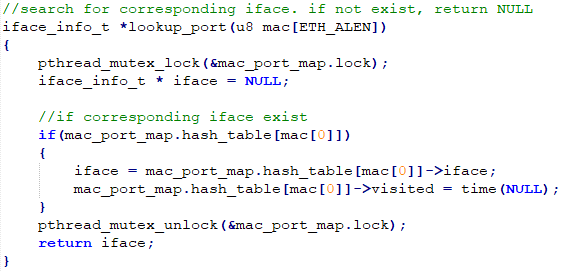 //search for corresponding iface. if not exist, return NULL
iface_info_t *lookup_port(u8 mac[ETH_ALEN])
{
    pthread_mutex_lock(&mac_port_map.lock);
    iface_info_t * iface = NULL;

    //if corresponding iface exist
    if(mac_port_map.hash_table[mac[0]])
    {
        iface = mac_port_map.hash_table[mac[0]]->iface;
        mac_port_map.hash_table[mac[0]]->visited = time(NULL);
    }
    pthread_mutex_unlock(&mac_port_map.lock);
    return iface;
}